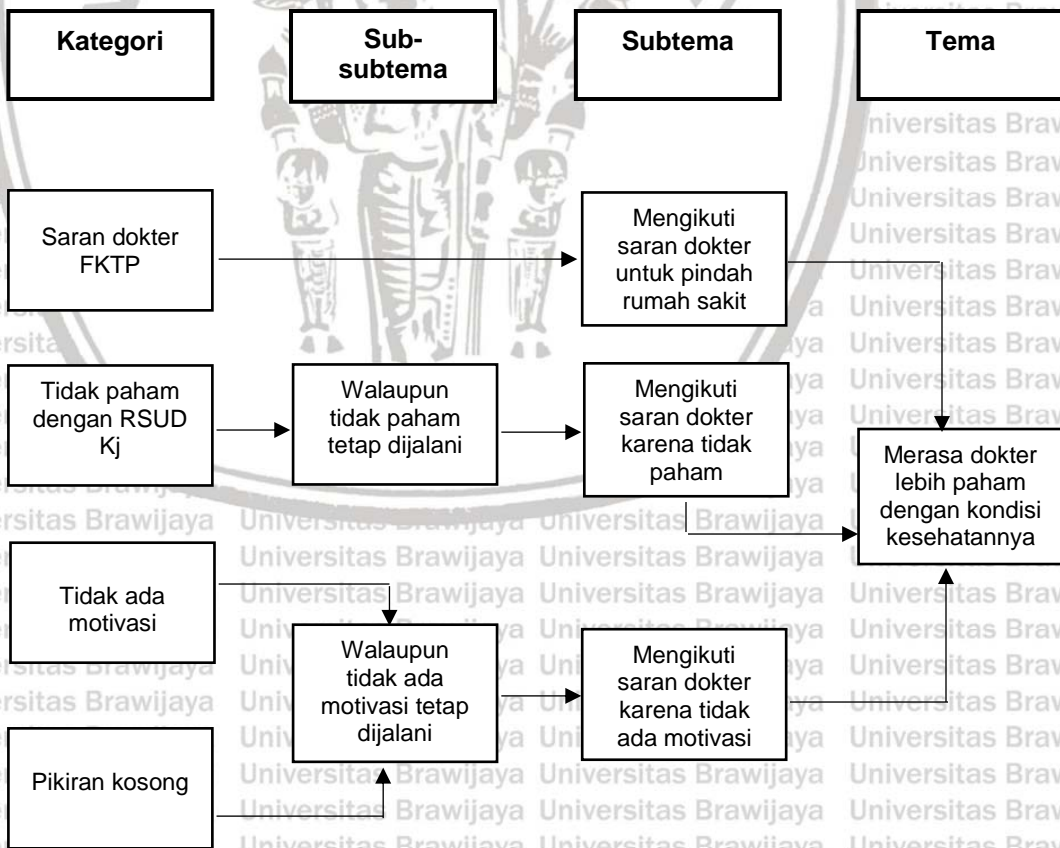 Kategori
Sub-
subtema
Subtema
Tema
Saran dokter
FKTP
Mengikuti
saran dokter
untuk pindah
rumah sakit
Tidak paham
dengan RSUD
Kj
Walaupun
tidak paham
tetap dijalani
Mengikuti
saran dokter
karena tidak
paham
Merasa dokter
lebih paham
dengan kondisi
kesehatannya
Tidak ada
motivasi
Walaupun
tidak ada
motivasi tetap
dijalani
Mengikuti
saran dokter
karena tidak
ada motivasi
Pikiran kosong